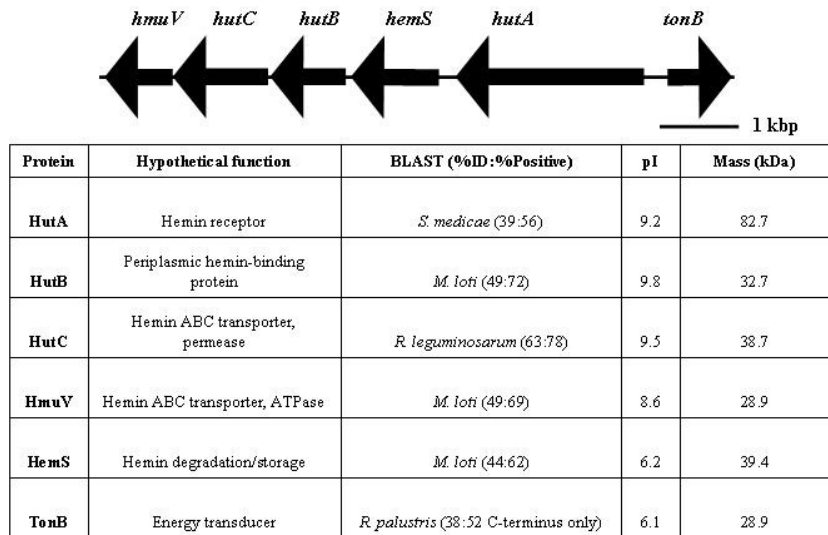 hmuV hutC hutB hemS hutA tonB
1 kbp
Protein Hypothetical function BLAST (%ID:%Positive) pI Mass (kDa)
HutA Hemin receptor S. medicae (39:56) 9.2 82.7
HutB Periplasmic hemin-binding protein M. loti (49:72) 9.8 32.7
HutC Hemin ABC transporter, permease R. leguminosarum (63:78) 9.5 38.7
HmuV Hemin ABC transporter, ATPase M. loti (49:69) 8.6 28.9
HemS Hemin degradation/storage M. loti (44:62) 6.2 39.4
TonB Energy transducer R. palustris (38:52 C-terminus only) 6.1 28.9